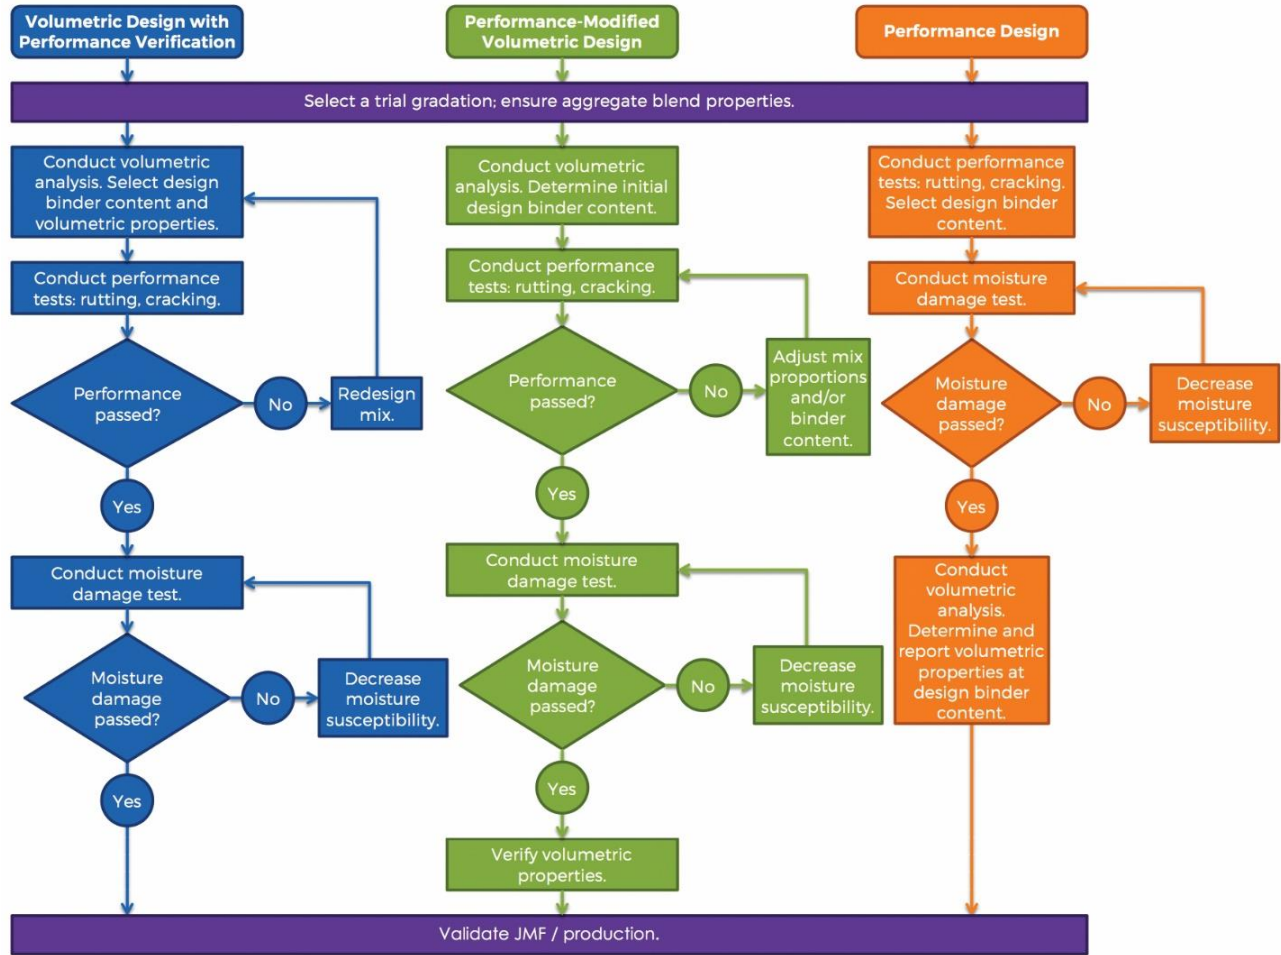 Volumetric Design with
Performance Verification
Performance-Modified
Volumetric Design
Performance Design
Select a trial gradation; ensure aggregate blend properties.
Conduct volumetric
analysis. Select design
binder content and
volumetric properties.
Conduct performance
tests: rutting, cracking.
Performance
passed?
No
Redesign
mix.
Yes
Conduct moisture
damage test.
Moisture
damage
passed?
No
Decrease
moisture
susceptibility.
Yes
Conduct volumetric
analysis. Determine initial
design binder content.
Conduct performance
tests: rutting, cracking.
Performance
passed?
No
Adjust mix
proportions
and/or
binder
content.
Yes
Conduct moisture
damage test.
Moisture
damage
passed?
No
Decrease
moisture
susceptibility.
Yes
Verify volumetric
properties.
Conduct performance
tests: rutting, cracking.
Select design binder
content.
Conduct moisture
damage test.
Moisture
damage
passed?
No
Decrease
moisture
susceptibility.
Yes
Conduct
volumetric
analysis.
Determine and
report volumetric
properties at
design binder
content.
Validate JMF / production.